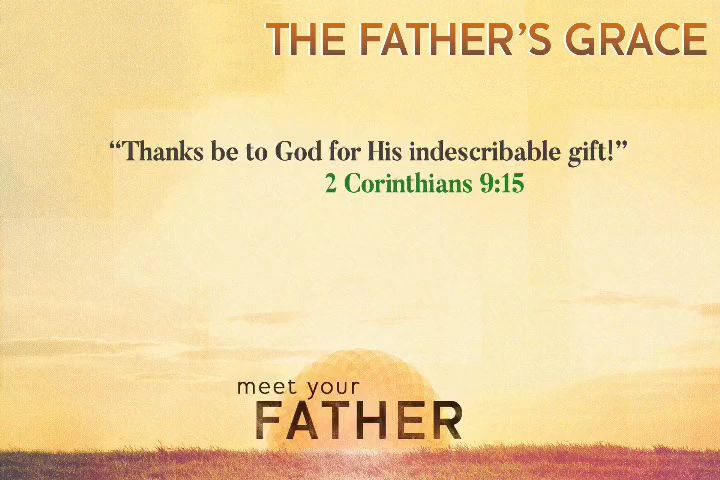 THE FATHER'S GRACE
“Thanks be to God for His indescribable gift!”
2 Corinthians 9:15
meet your
FATHER